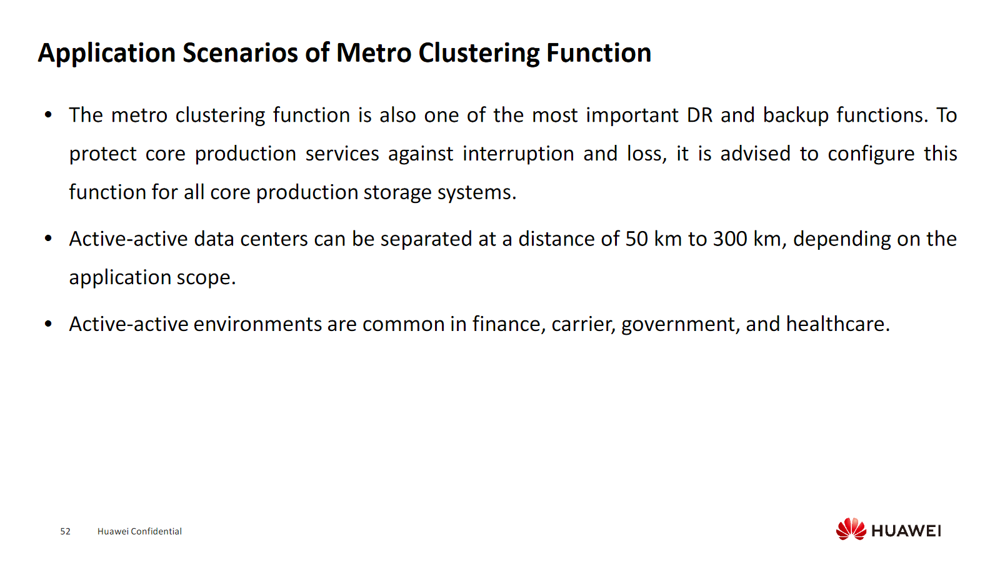 Application Scenarios of Metro Clustering Function
• The metro clustering function is also one of the most important DR and backup functions. To
protect core production services against interruption and loss, it is advised to configure this
function for all core production storage systems.
• Active-active data centers can be separated at a distance of 50 km to 300 km, depending on the
application scope.
• Active-active environments are common in finance, carrier, government, and healthcare.
52 Huawei Confidential
HUAWEI